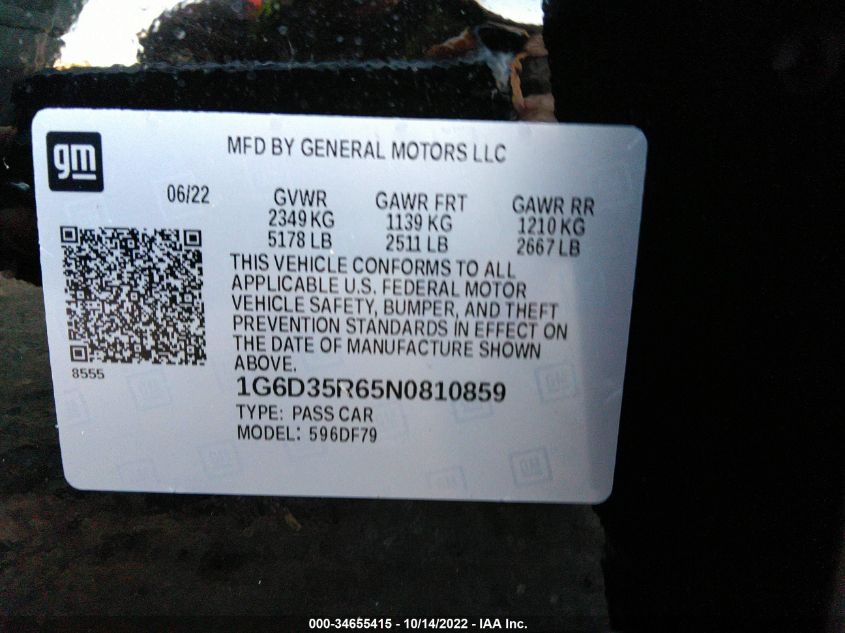 gm
MFD BY GENERAL MOTORS LLC
06/22
GVWR GAWR FRT GAWR RR
2349 KG 1139 KG 1210 KG
5178 LB 2511 LB 2667 LB
THIS VEHICLE CONFORMS TO ALL
APPLICABLE U.S. FEDERAL MOTOR
VEHICLE SAFETY, BUMPER, AND THEFT
PREVENTION STANDARDS IN EFFECT ON
THE DATE OF MANUFACTURE SHOWN
ABOVE.
8555
1G6D35R65N0810859
TYPE: PASS CAR
MODEL: 596DF79
000-34655415 - 10/14/2022 - IAA Inc.